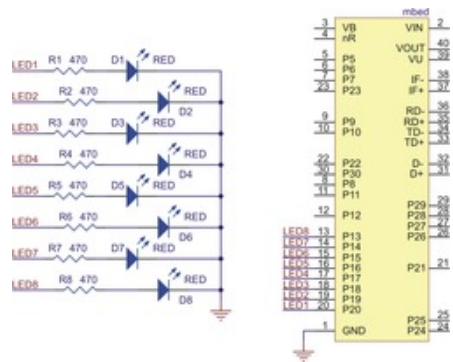 LED1 R1 470 D1 RED
LED2 R2 470 RED
D2
LED3 R3 470 D3 RED
LED4 R4 470 RED
D4
LED5 R5 470 D5 RED
LED6 R6 470 RED
D6
LED7 R7 470 D7 RED
LED8 R8 470 RED
D8
mbed
3 VB VIN 2
4 nR
VOUT 40
5 P5 VU 39
6 P6
7 P7 IF- 38
23 P23 IF+ 37
RD- 36
9 P9 RD+ 35
10 P10 TD- 34
TD+ 33
22 P22 D- 32
30 P30 D+ 31
8 P8
11 P11
P29 29
12 P12 P28 28
P27 27
LED8 13 P13 P26 26
LED7 14 P14
LED6 15 P15
LED5 16 P16 P21 21
LED4 17 P17
LED3 18 P18
LED2 19 P19
LED1 20 P20
P25 25
1 GND P24 24